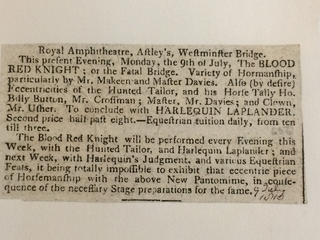 Royal Amphitheatre, Aſtley's, Weſtminſter Bridge.
This preſent Evening, Monday, the 9th of July, The BLOOD
RED KNIGHT; or the Fatal Bridge. Variety of Horſmanſhip,
particularly by Mr. Makeen and Maſter Davies. Alſo (by deſire)
Eccentricities of the Hunted Tailor, and his Horſe Tally Ho.
Billy Button, Mr. Croſſman; Maſter, Mr. Davies; and Clown,
Mr. Uſher. To conclude with HARLEQUIN LAPLANDER.
Second price half paſt eight.—Equeſtrian tuition daily, from ten
till three.
The Blood Red Knight will be performed every Evening this
Week, with the Hunted Tailor, and Harlequin Laplander; and
next Week, with Harlequin's Judgment, and various Equeſtrian
Feats, it being totally impoſſible to exhibit that eccentric piece
of Horſemanſhip with the above New Pantomime, in conſe-
quence of the neceſſary Stage preparations for the ſame.
9 July